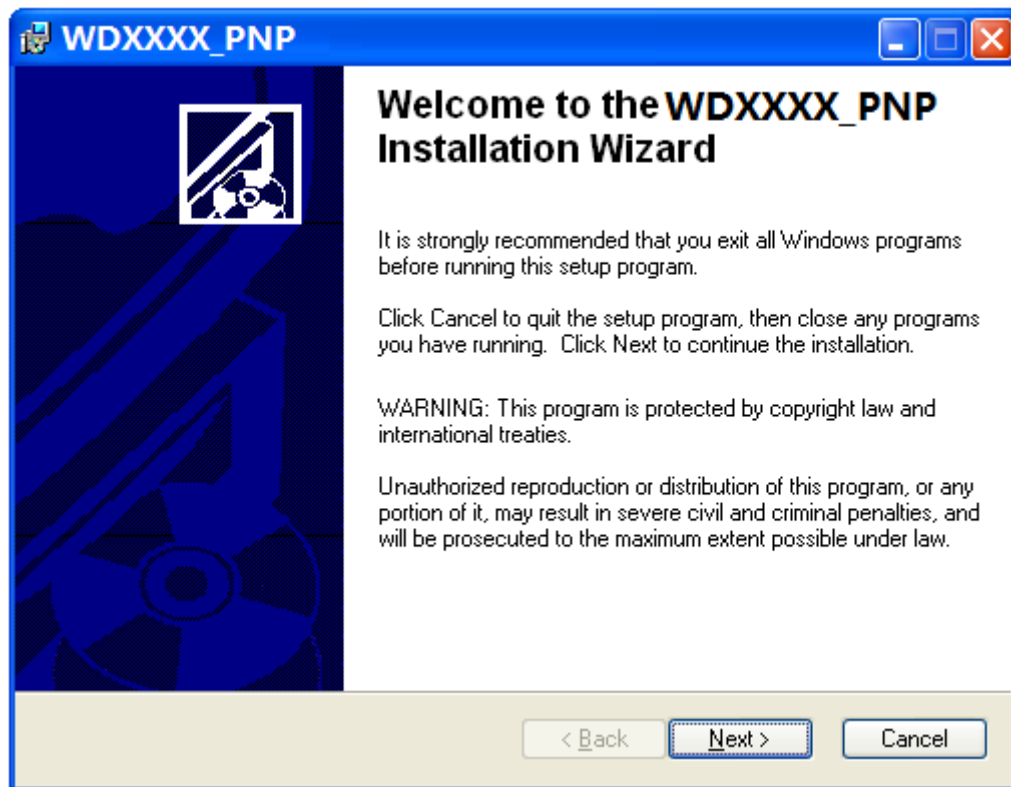 WDXXXX_PNP
Welcome to the WDXXXX_PNP
Installation Wizard
It is strongly recommended that you exit all Windows programs
before running this setup program.
Click Cancel to quit the setup program, then close any programs
you have running.  Click Next to continue the installation.
WARNING: This program is protected by copyright law and
international treaties.
Unauthorized reproduction or distribution of this program, or any
portion of it, may result in severe civil and criminal penalties, and
will be prosecuted to the maximum extent possible under law.
< Back Next > Cancel